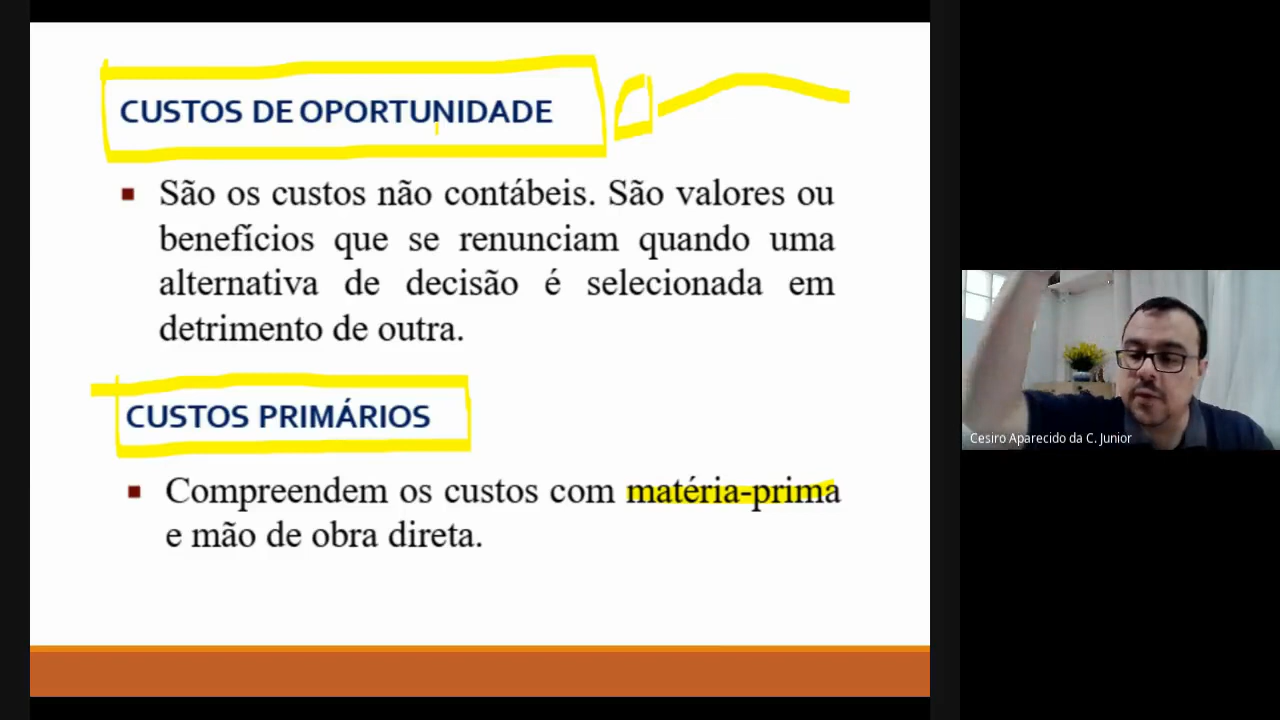 CUSTOS DE OPORTUNIDADE
São os custos não contábeis. São valores ou
benefícios que se renunciam quando uma
alternativa de decisão é selecionada em
detrimento de outra.
CUSTOS PRIMÁRIOS
Compreendem os custos com matéria-prima
e mão de obra direta.
Cesiro Aparecido da C. Junior